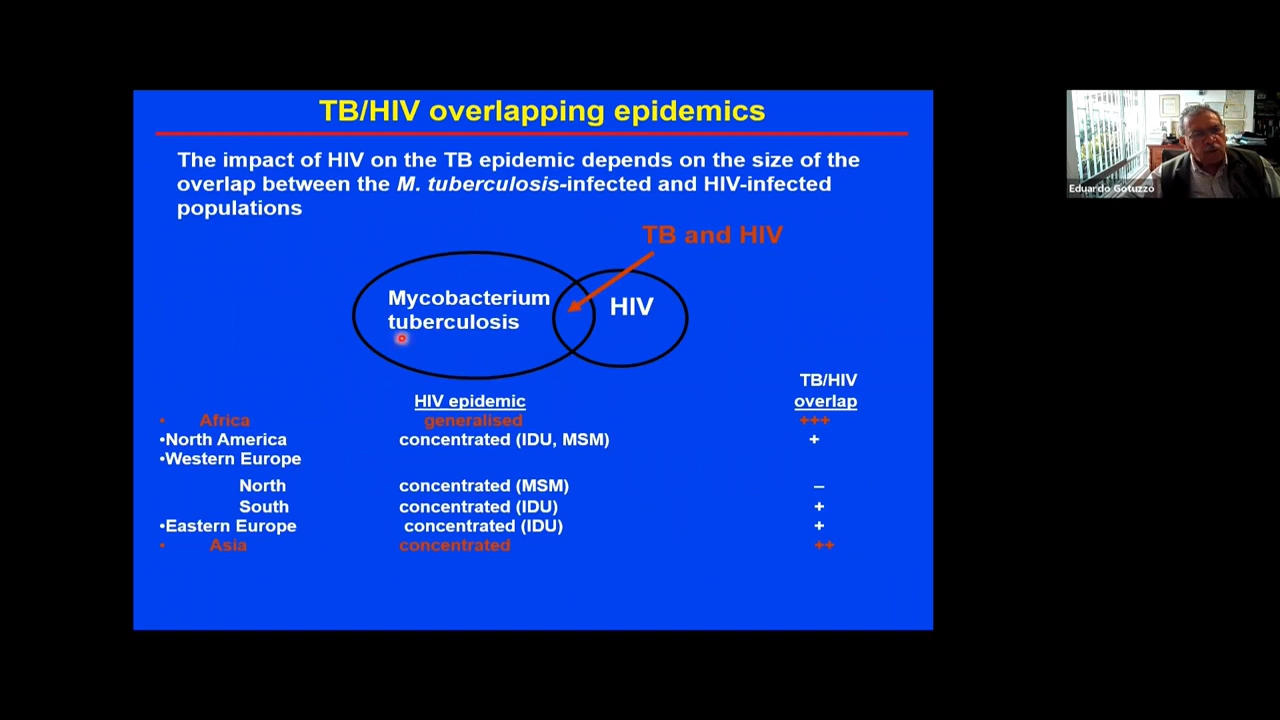 TB/HIV overlapping epidemics
The impact of HIV on the TB epidemic depends on the size of the
overlap between the M. tuberculosis-infected and HIV-infected
populations
TB and HIV
Mycobacterium
tuberculosis
HIV
TB/HIV
HIV epidemic overlap
• Africa generalised +++
•North America concentrated (IDU, MSM) +
•Western Europe
North concentrated (MSM) –
South concentrated (IDU) +
•Eastern Europe concentrated (IDU) +
• Asia concentrated ++
Eduardo Gotuzzo